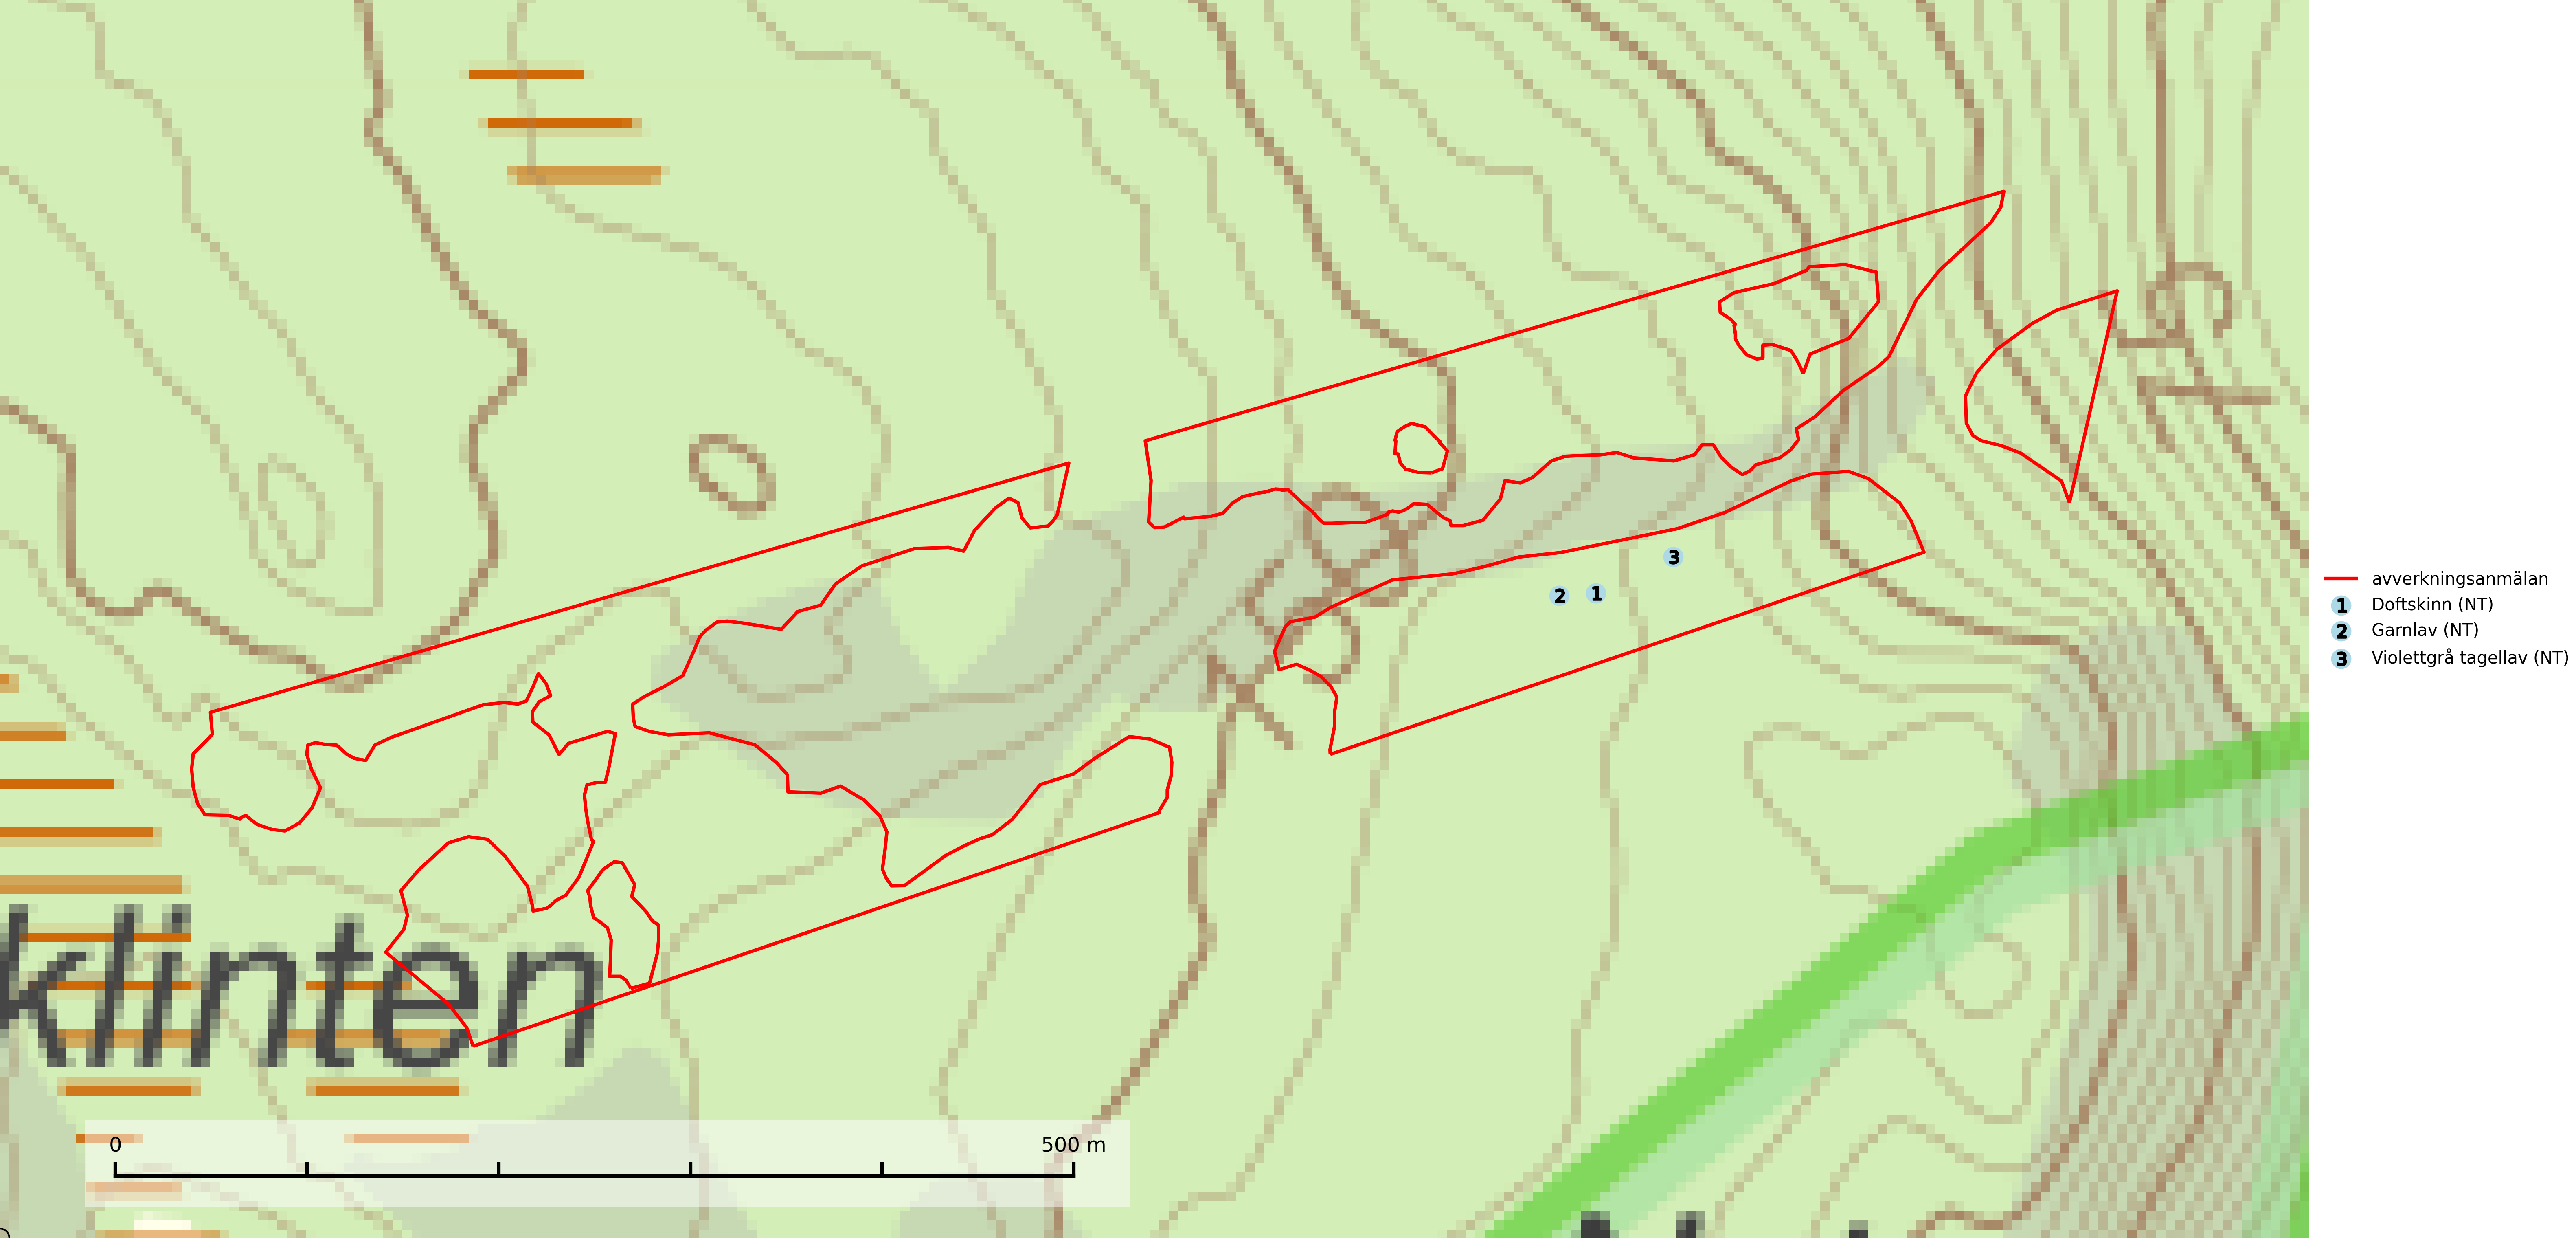 klinten
0 500 m
3
2 1
avverkningsanmälan
1 Doftskinn (NT)
2 Garnlav (NT)
3 Violettgrå tagellav (NT)